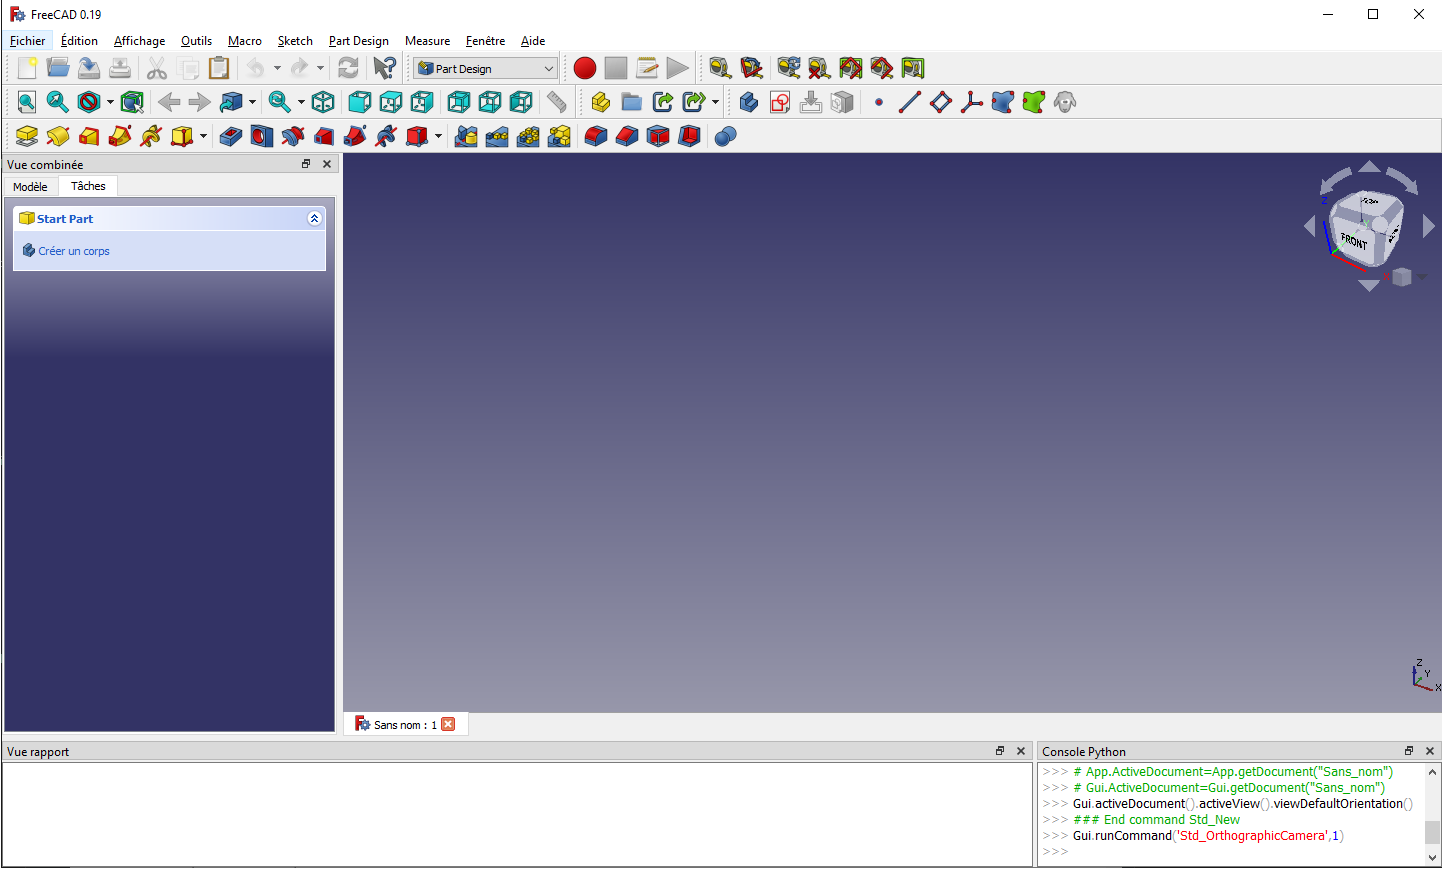 FreeCAD 0.19
Fichier Édition Affichage Outils Macro Sketch Part Design Measure Fenêtre Aide
Part Design
Vue combinée
Modèle Tâches
Start Part
Créer un corps
Z
FRONT
X
Z
Y
X
Sans nom : 1
Vue rapport
Console Python
>>> # App.ActiveDocument=App.getDocument("Sans_nom")
>>> # Gui.ActiveDocument=Gui.getDocument("Sans_nom")
>>> Gui.activeDocument().activeView().viewDefaultOrientation()
>>> ### End command Std_New
>>> Gui.runCommand('Std_OrthographicCamera',1)
>>>